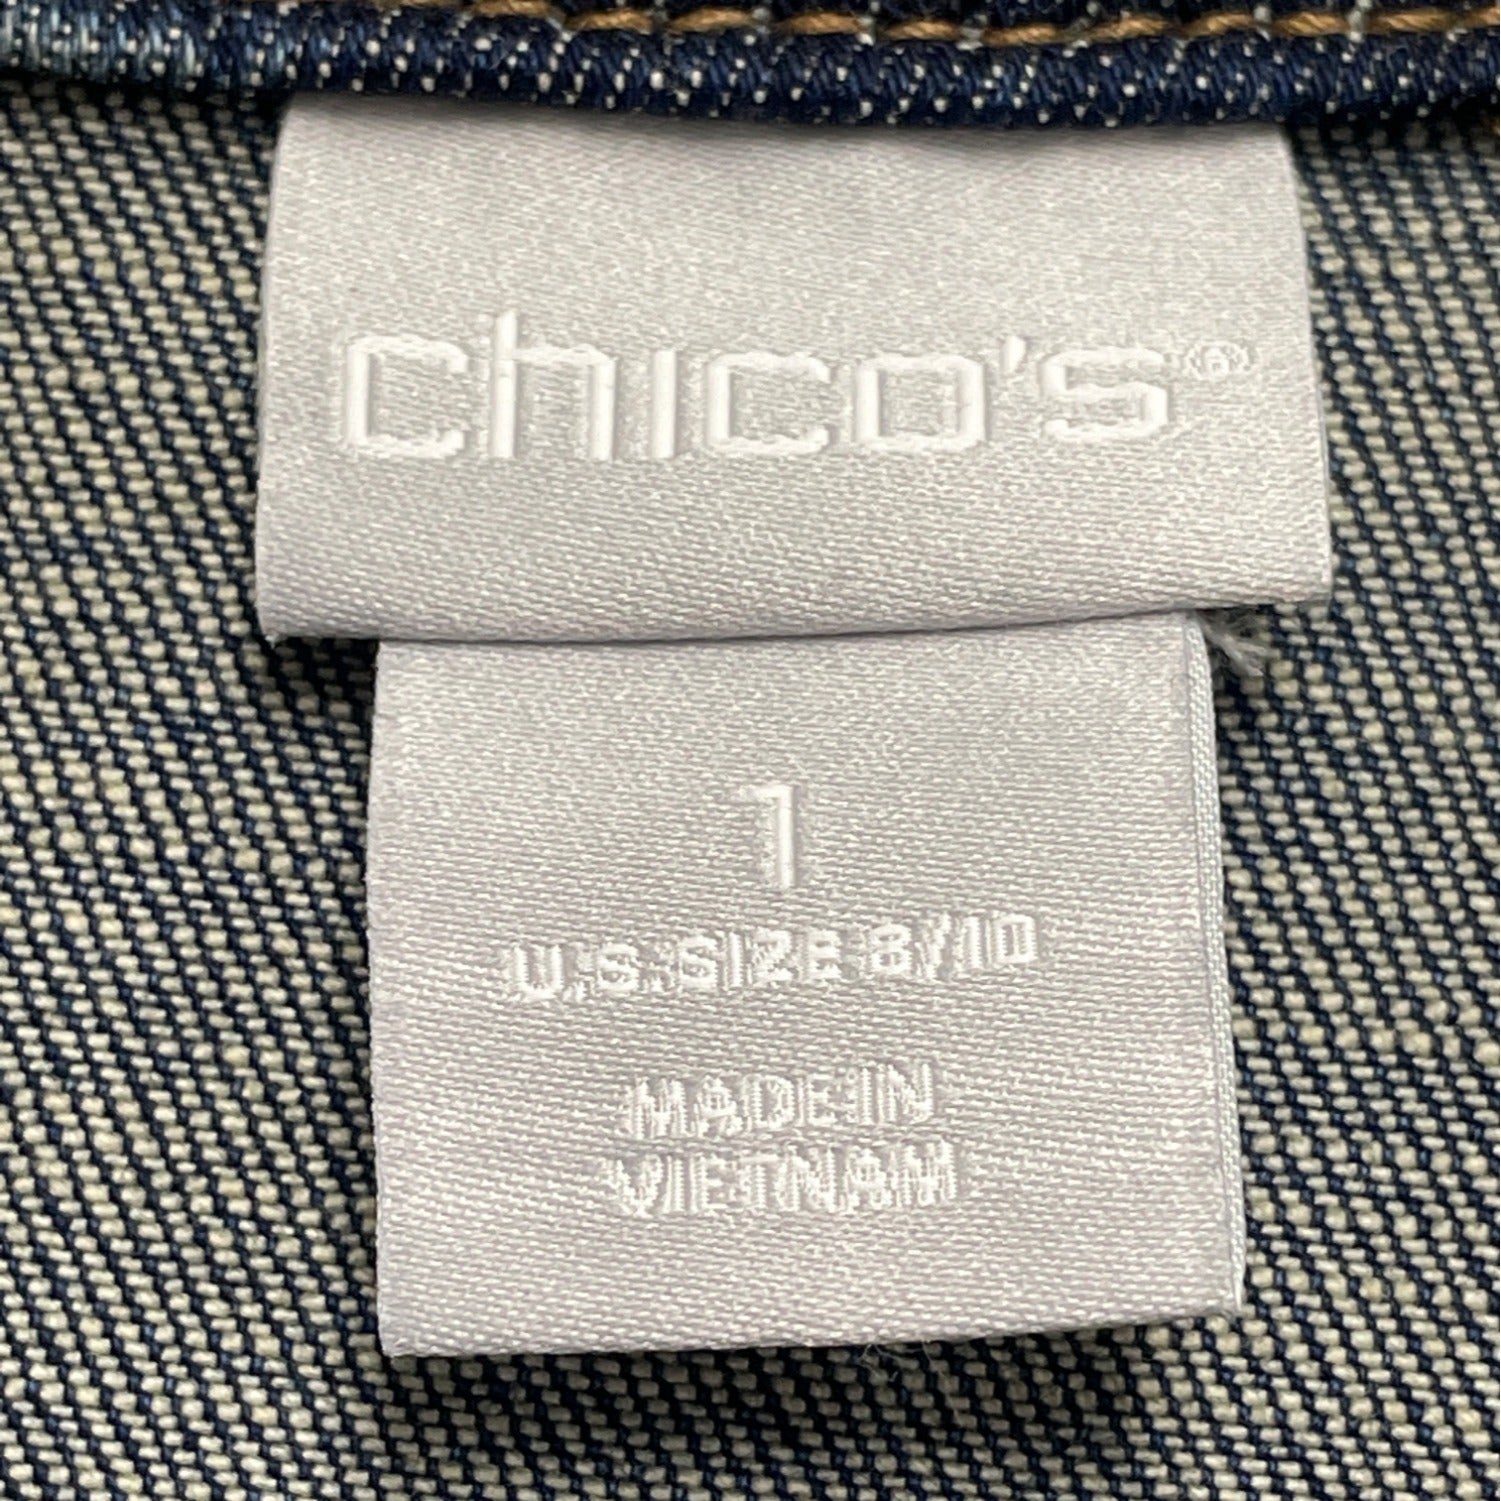 chico's®
1
U.S. SIZE 8/10
MADE IN
VIETNAM